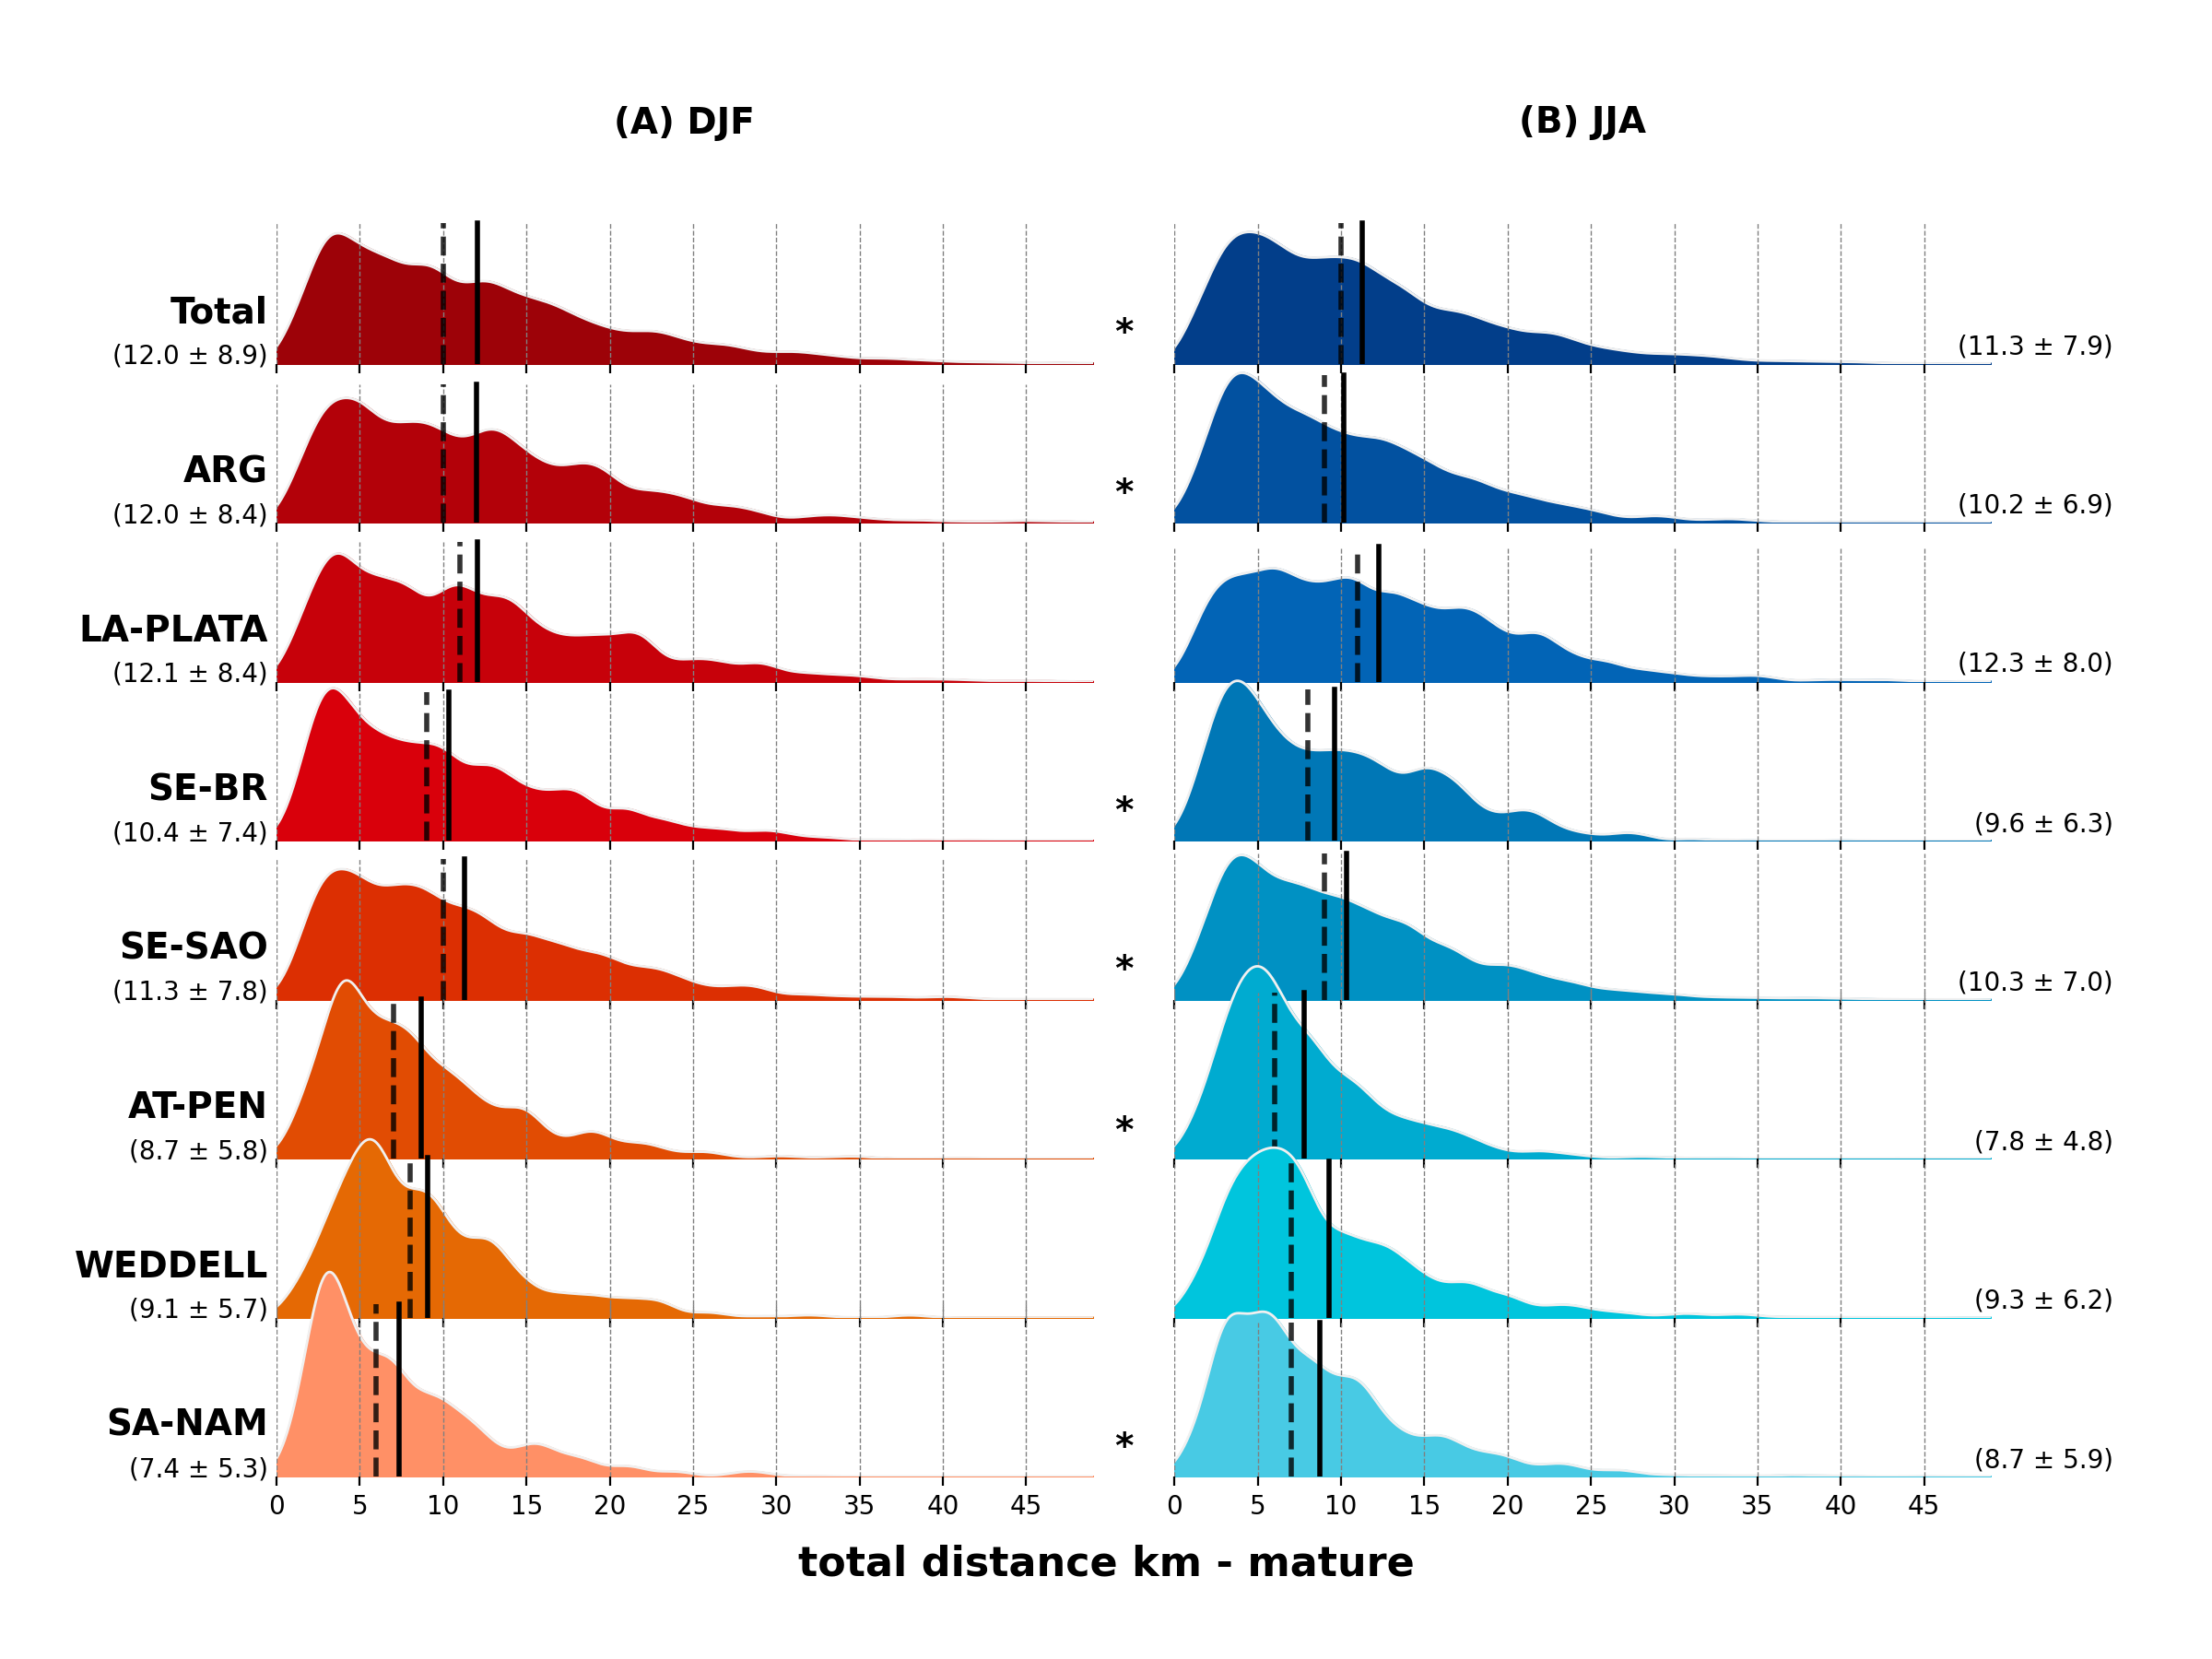 (A) DJF
(B) JJA
Total
(12.0 ± 8.9)
*
(11.3 ± 7.9)
ARG
(12.0 ± 8.4)
*
(10.2 ± 6.9)
LA-PLATA
(12.1 ± 8.4)
(12.3 ± 8.0)
SE-BR
(10.4 ± 7.4)
*
(9.6 ± 6.3)
SE-SAO
(11.3 ± 7.8)
*
(10.3 ± 7.0)
AT-PEN
(8.7 ± 5.8)
*
(7.8 ± 4.8)
WEDDELL
(9.1 ± 5.7)
(9.3 ± 6.2)
SA-NAM
(7.4 ± 5.3)
*
(8.7 ± 5.9)
0 5 10 15 20 25 30 35 40 45
0 5 10 15 20 25 30 35 40 45
total distance km - mature